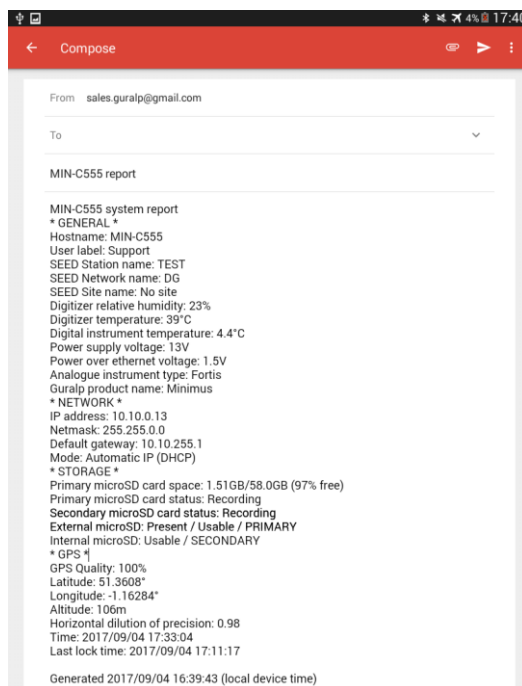 4% 17:40
Compose
From sales.guralp@gmail.com
To
MIN-C555 report
MIN-C555 system report
* GENERAL *
Hostname: MIN-C555
User label: Support
SEED Station name: TEST
SEED Network name: DG
SEED Site name: No site
Digitizer relative humidity: 23%
Digitizer temperature: 39°C
Digital instrument temperature: 4.4°C
Power supply voltage: 13V
Power over ethernet voltage: 1.5V
Analogue instrument type: Fortis
Guralp product name: Minimus
* NETWORK *
IP address: 10.10.0.13
Netmask: 255.255.0.0
Default gateway: 10.10.255.1
Mode: Automatic IP (DHCP)
* STORAGE *
Primary microSD card space: 1.51GB/58.0GB (97% free)
Primary microSD card status: Recording
Secondary microSD card status: Recording
External microSD: Present / Usable / PRIMARY
Internal microSD: Usable / SECONDARY
* GPS *
GPS Quality: 100%
Latitude: 51.3608°
Longitude: -1.16284°
Altitude: 106m
Horizontal dilution of precision: 0.98
Time: 2017/09/04 17:33:04
Last lock time: 2017/09/04 17:11:17
Generated 2017/09/04 16:39:43 (local device time)